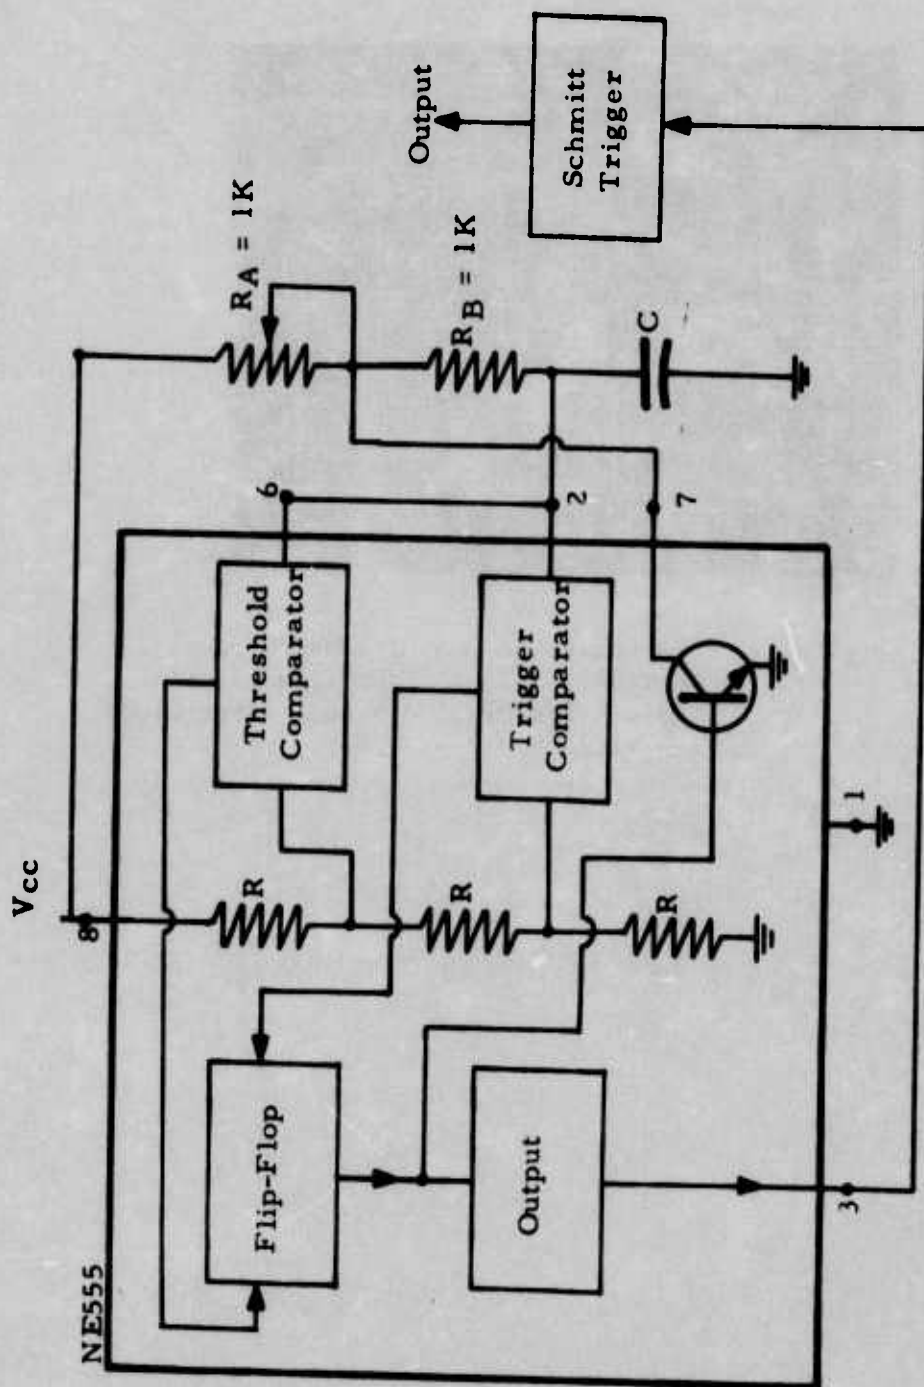 NE555
Vcc
8
Flip-Flop
Output
R
R
R
Threshold
Comparator
Trigger
Comparator
6
2
7
1
3
RA = 1K
RB = 1K
C
Output
Schmitt
Trigger